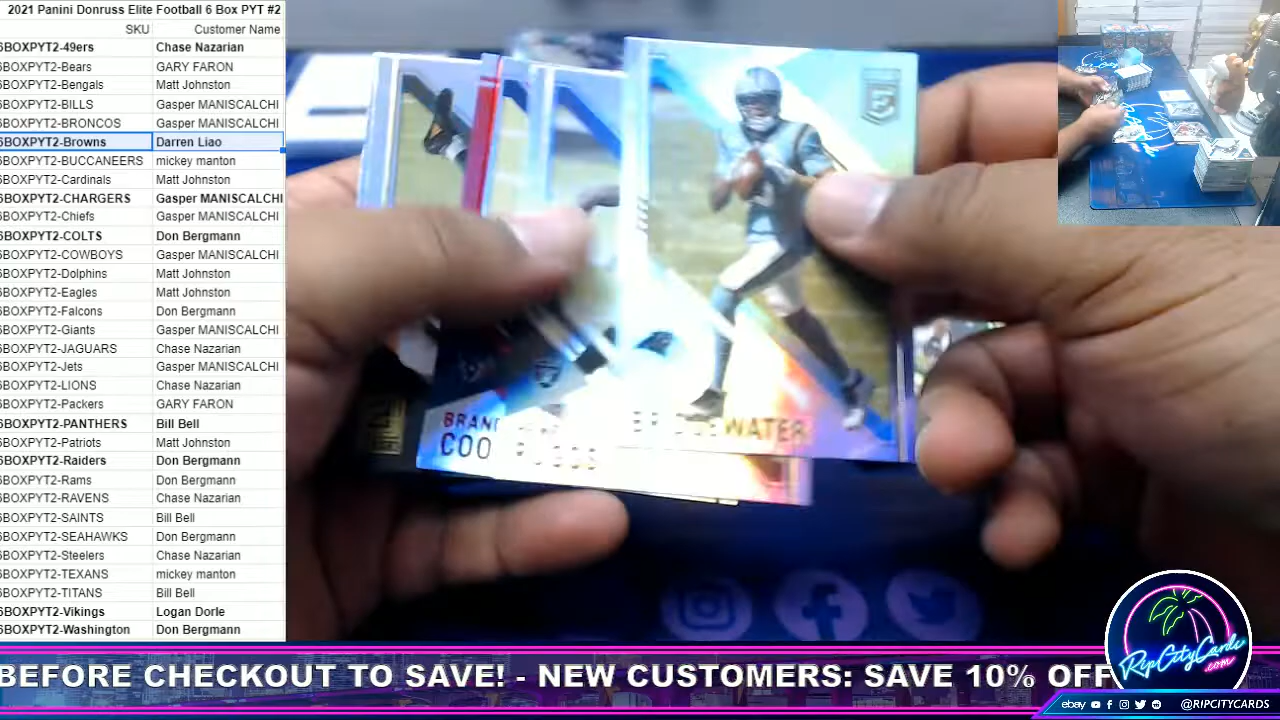 2021 Panini Donruss Elite Football 6 Box PYT #2
SKU Customer Name
6BOXPYT2-49ers Chase Nazarian
6BOXPYT2-Bears GARY FARON
6BOXPYT2-Bengals Matt Johnston
6BOXPYT2-BILLS Gasper MANISCALCHI
6BOXPYT2-BRONCOS Gasper MANISCALCHI
6BOXPYT2-Browns Darren Liao
6BOXPYT2-BUCCANEERS mickey manton
6BOXPYT2-Cardinals Matt Johnston
6BOXPYT2-CHARGERS Gasper MANISCALCHI
6BOXPYT2-Chiefs Gasper MANISCALCHI
6BOXPYT2-COLTS Don Bergmann
6BOXPYT2-COWBOYS Gasper MANISCALCHI
6BOXPYT2-Dolphins Matt Johnston
6BOXPYT2-Eagles Matt Johnston
6BOXPYT2-Falcons Don Bergmann
6BOXPYT2-Giants Gasper MANISCALCHI
6BOXPYT2-JAGUARS Chase Nazarian
6BOXPYT2-Jets Gasper MANISCALCHI
6BOXPYT2-LIONS Chase Nazarian
6BOXPYT2-Packers GARY FARON
6BOXPYT2-PANTHERS Bill Bell
6BOXPYT2-Patriots Matt Johnston
6BOXPYT2-Raiders Don Bergmann
6BOXPYT2-Rams Don Bergmann
6BOXPYT2-RAVENS Chase Nazarian
6BOXPYT2-SAINTS Bill Bell
6BOXPYT2-SEAHAWKS Don Bergmann
6BOXPYT2-Steelers Chase Nazarian
6BOXPYT2-TEXANS mickey manton
6BOXPYT2-TITANS Bill Bell
6BOXPYT2-Vikings Logan Dorle
6BOXPYT2-Washington Don Bergmann
BRIDGEWATER
BRAN
COO
BEFORE CHECKOUT TO SAVE! - NEW CUSTOMERS: SAVE 10% OFF
RipCityCards
.com
ebay @RIPCITYCARDS